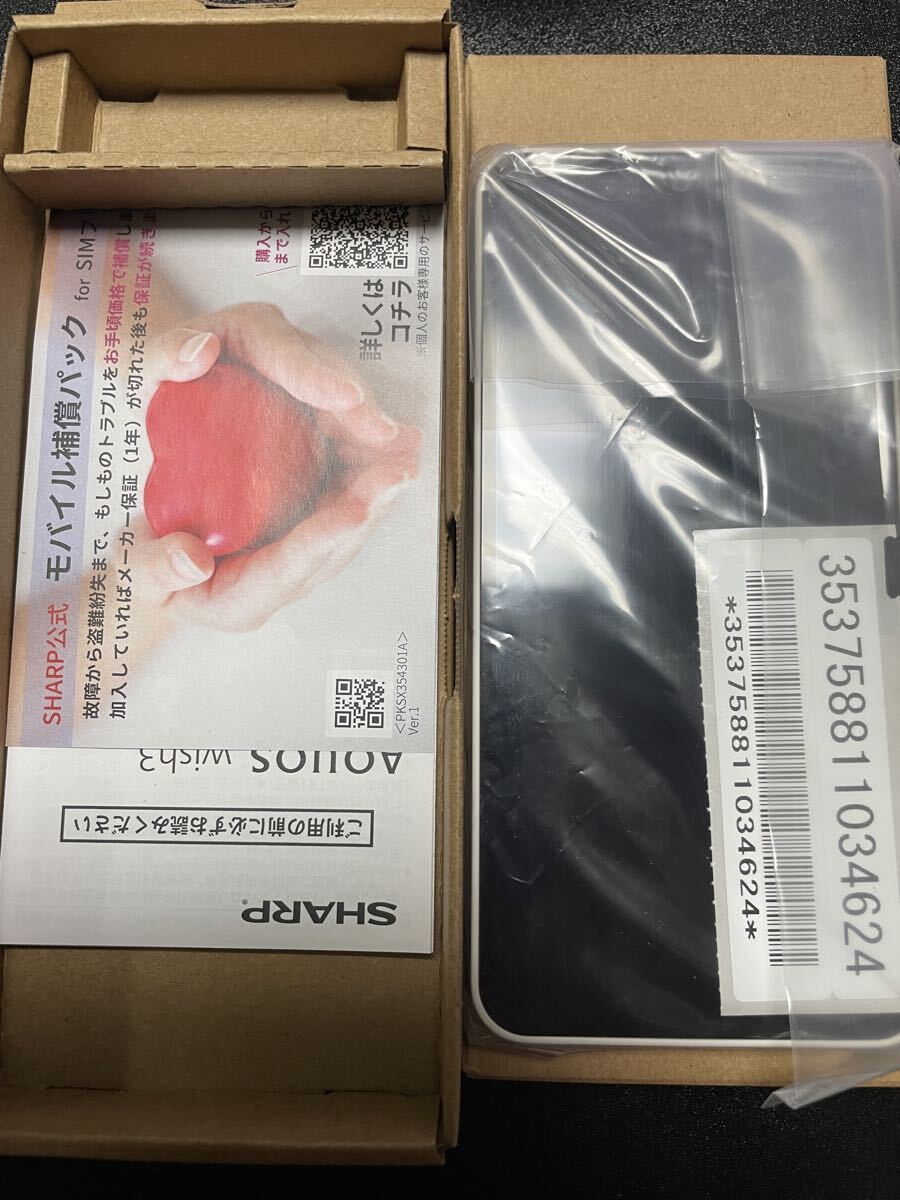 SHARP公式 モバイル補償パック for SIMフ
故障から盗難紛失まで、もしものトラブルをお手頃価格で補償しま
加入していればメーカー保証(1年)が切れた後も保証が続きま
購入から
まで入れ
詳しくは
コチラ
※個人のお客様専用のサービ
<PKSX354301A>
Ver.1
AQUOS wish3
ご利用の前に必ずお読みください
SHARP®
353758811034624
*353758811034624*